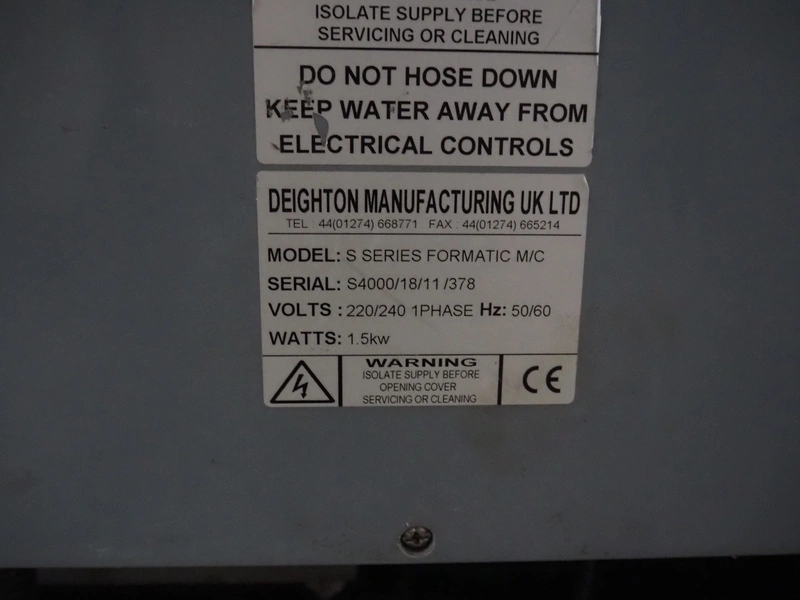 ISOLATE SUPPLY BEFORE
SERVICING OR CLEANING
DO NOT HOSE DOWN
KEEP WATER AWAY FROM
ELECTRICAL CONTROLS
DEIGHTON MANUFACTURING UK LTD
TEL : 44(01274) 668771 FAX : 44(01274) 665214
MODEL: S SERIES FORMATIC M/C
SERIAL: S4000/18/11/378
VOLTS : 220/240 1PHASE Hz: 50/60
WATTS: 1.5kw
WARNING
ISOLATE SUPPLY BEFORE
OPENING COVER
SERVICING OR CLEANING
CE